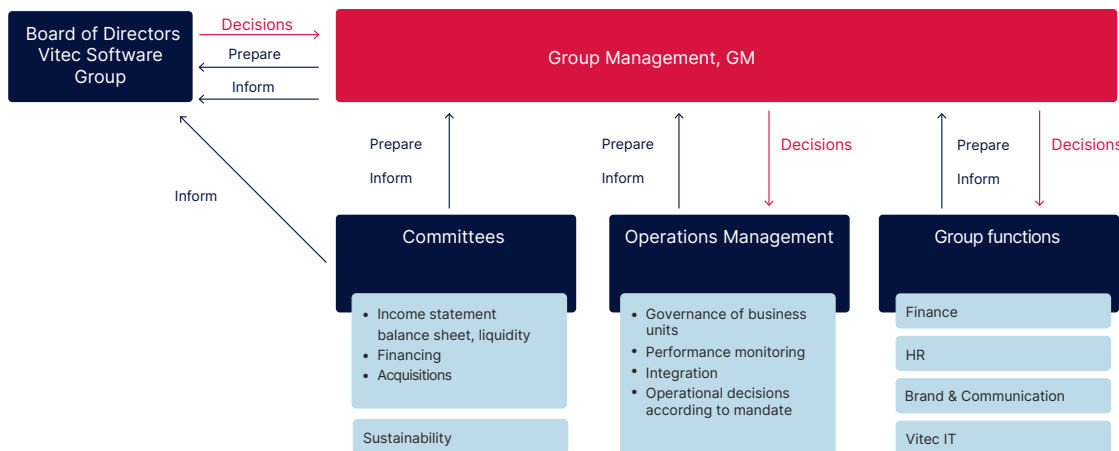 Board of Directors
Vitec Software
Group
Decisions
Prepare
Inform
Group Management, GM
Inform
Prepare
Inform
Prepare
Inform
Decisions
Prepare
Inform
Decisions
Committees
• Income statement
balance sheet, liquidity
• Financing
• Acquisitions
Sustainability
Operations Management
• Governance of business
units
• Performance monitoring
• Integration
• Operational decisions
according to mandate
Group functions
Finance
HR
Brand & Communication
Vitec IT